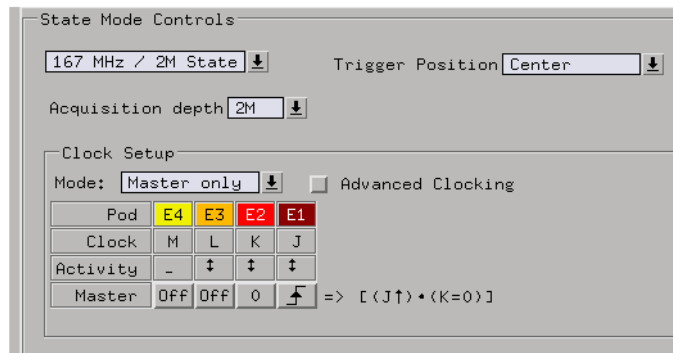 State Mode Controls
167 MHz / 2M State Trigger Position Center
Acquisition depth 2M
Clock Setup
Mode: Master only Advanced Clocking
Pod E4 E3 E2 E1
Clock M L K J
Activity – ↕ ↕ ↕
Master Off Off 0 => [(J↑)•(K=0)]